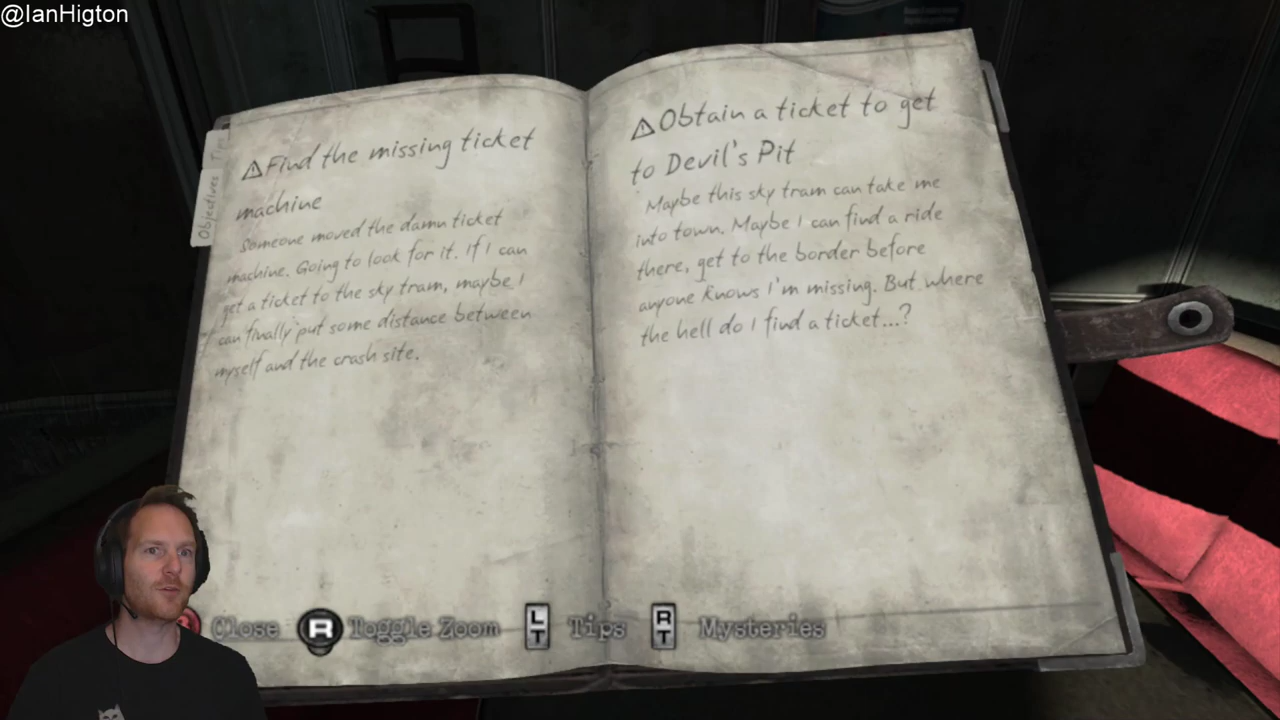 @IanHigton
Objectives
⚠Find the missing ticket
machine
Someone moved the damn ticket
machine. Going to look for it. If I can
get a ticket to the sky tram, maybe I
can finally put some distance between
myself and the crash site.
⚠Obtain a ticket to get
to Devil's Pit
Maybe this sky tram can take me
into town. Maybe I can find a ride
there, get to the border before
anyone knows I'm missing. But where
the hell do I find a ticket...?
Close R Toggle Zoom LT Tips RT Mysteries